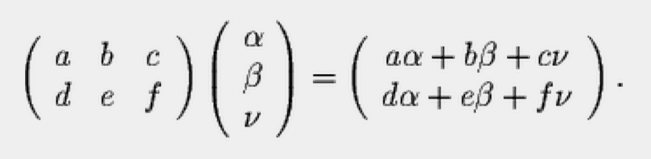 ( a b c ) ( α ) = ( aα + bβ + cν ) .
( d e f ) ( β )   ( dα + eβ + fν )
( ν )